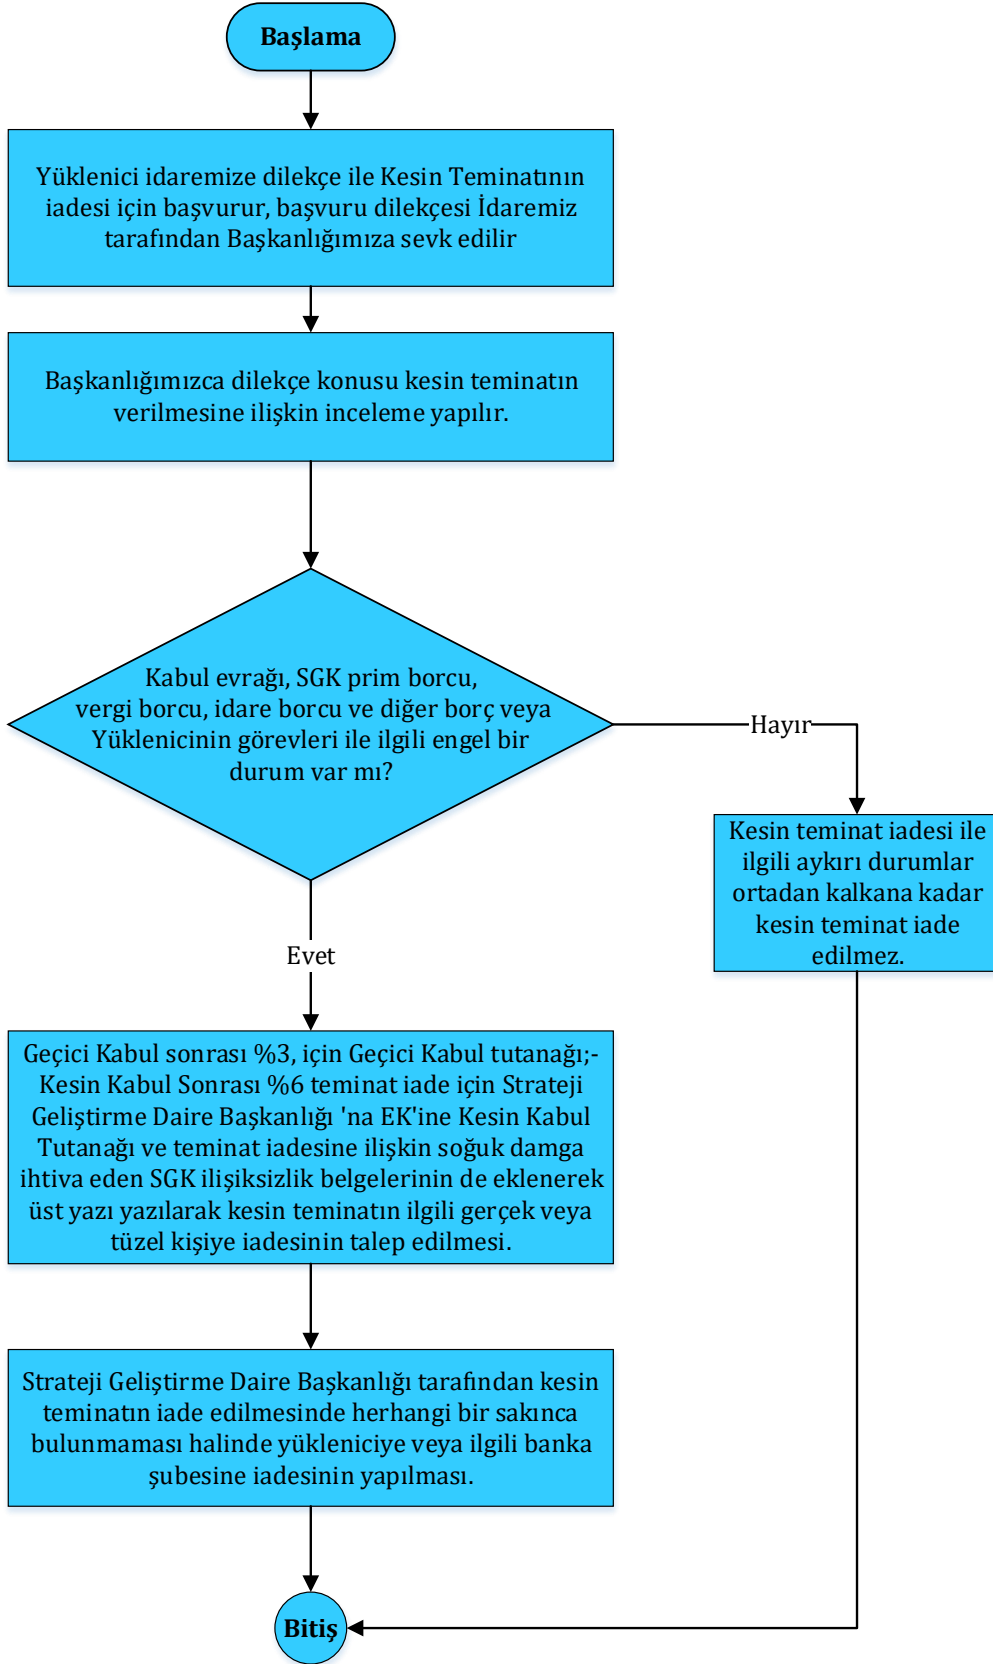 Başlama
Yüklenici idaremize dilekçe ile Kesin Teminatının
iadesi için başvurur, başvuru dilekçesi İdaremiz
tarafından Başkanlığımıza sevk edilir
Başkanlığımızca dilekçe konusu kesin teminatın
verilmesine ilişkin inceleme yapılır.
Kabul evrağı, SGK prim borcu,
vergi borcu, idare borcu ve diğer borç veya
Yüklenicinin görevleri ile ilgili engel bir
durum var mı?
Hayır
Kesin teminat iadesi ile
ilgili aykırı durumlar
ortadan kalkana kadar
kesin teminat iade
edilmez.
Evet
Geçici Kabul sonrası %3, için Geçici Kabul tutanağı;-
Kesin Kabul Sonrası %6 teminat iade için Strateji
Geliştirme Daire Başkanlığı 'na EK'ine Kesin Kabul
Tutanağı ve teminat iadesine ilişkin soğuk damga
ihtiva eden SGK ilişiksizlik belgelerinin de eklenerek
üst yazı yazılarak kesin teminatın ilgili gerçek veya
tüzel kişiye iadesinin talep edilmesi.
Strateji Geliştirme Daire Başkanlığı tarafından kesin
teminatın iade edilmesinde herhangi bir sakınca
bulunmaması halinde yükleniciye veya ilgili banka
şubesine iadesinin yapılması.
Bitiş